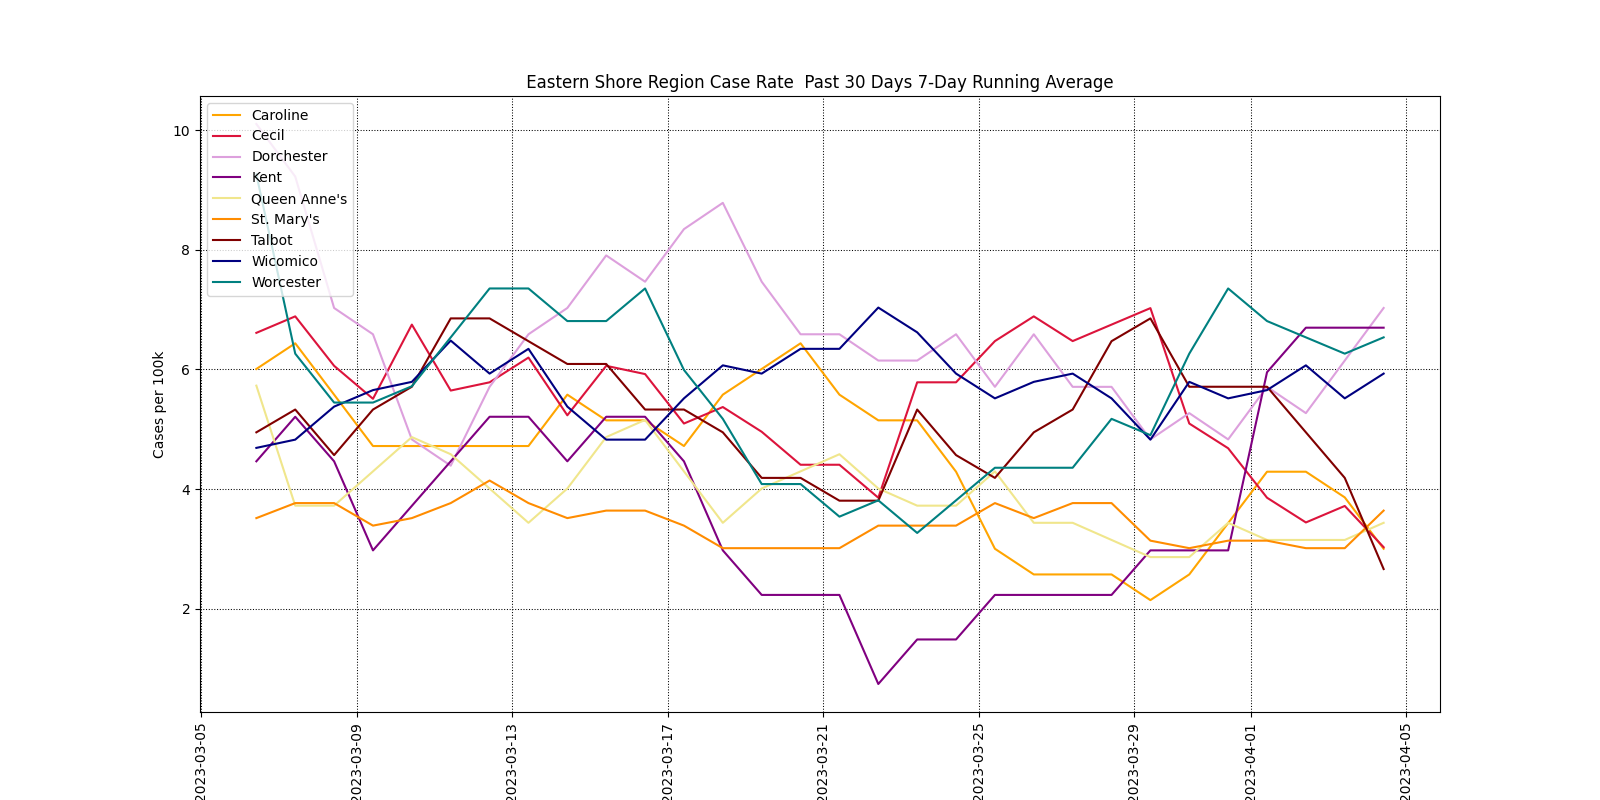 Eastern Shore Region Case Rate  Past 30 Days 7-Day Running Average
Cases per 100k
10
8
6
4
2
Caroline
Cecil
Dorchester
Kent
Queen Anne's
St. Mary's
Talbot
Wicomico
Worcester
2023-03-05
2023-03-09
2023-03-13
2023-03-17
2023-03-21
2023-03-25
2023-03-29
2023-04-01
2023-04-05